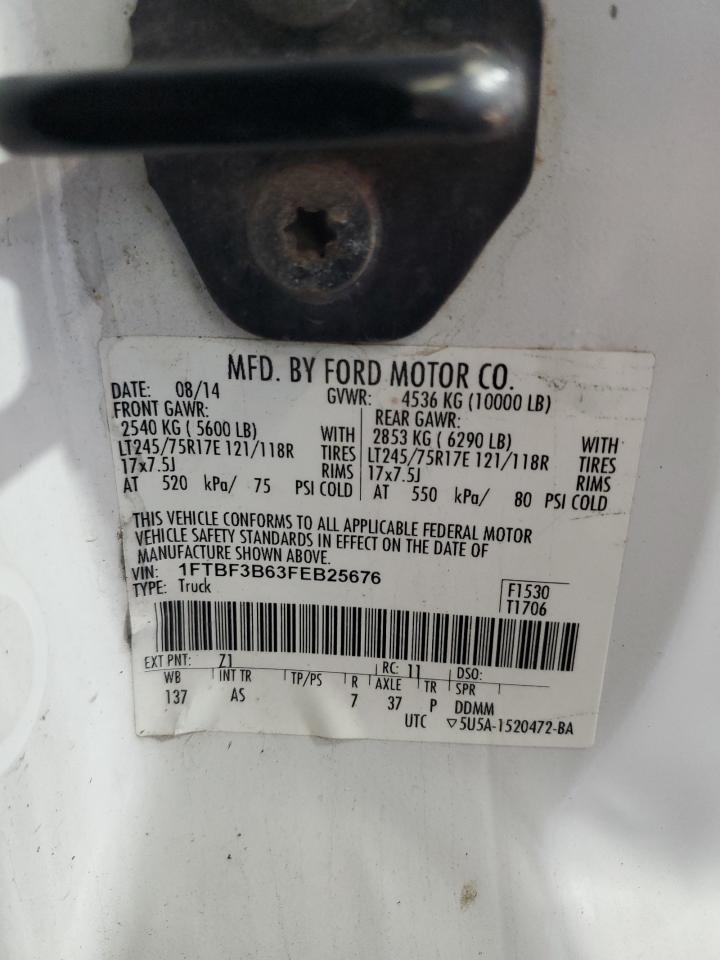 MFD. BY FORD MOTOR CO.
DATE: 08/14 GVWR: 4536 KG (10000 LB)
FRONT GAWR: REAR GAWR:
2540 KG ( 5600 LB) WITH 2853 KG ( 6290 LB) WITH
LT245/75R17E 121/118R TIRES LT245/75R17E 121/118R TIRES
17x7.5J RIMS 17x7.5J RIMS
AT 520 kPa/ 75 PSI COLD AT 550 kPa/ 80 PSI COLD
THIS VEHICLE CONFORMS TO ALL APPLICABLE FEDERAL MOTOR
VEHICLE SAFETY STANDARDS IN EFFECT ON THE DATE OF
MANUFACTURE SHOWN ABOVE.
VIN: 1FTBF3B63FEB25676
TYPE: Truck
F1530
T1706
EXT PNT: Z1 RC: 11 DSO:
WB INT TR TP/PS R AXLE TR SPR
137 AS 7 37 P DDMM
UTC ▽5U5A-1520472-BA